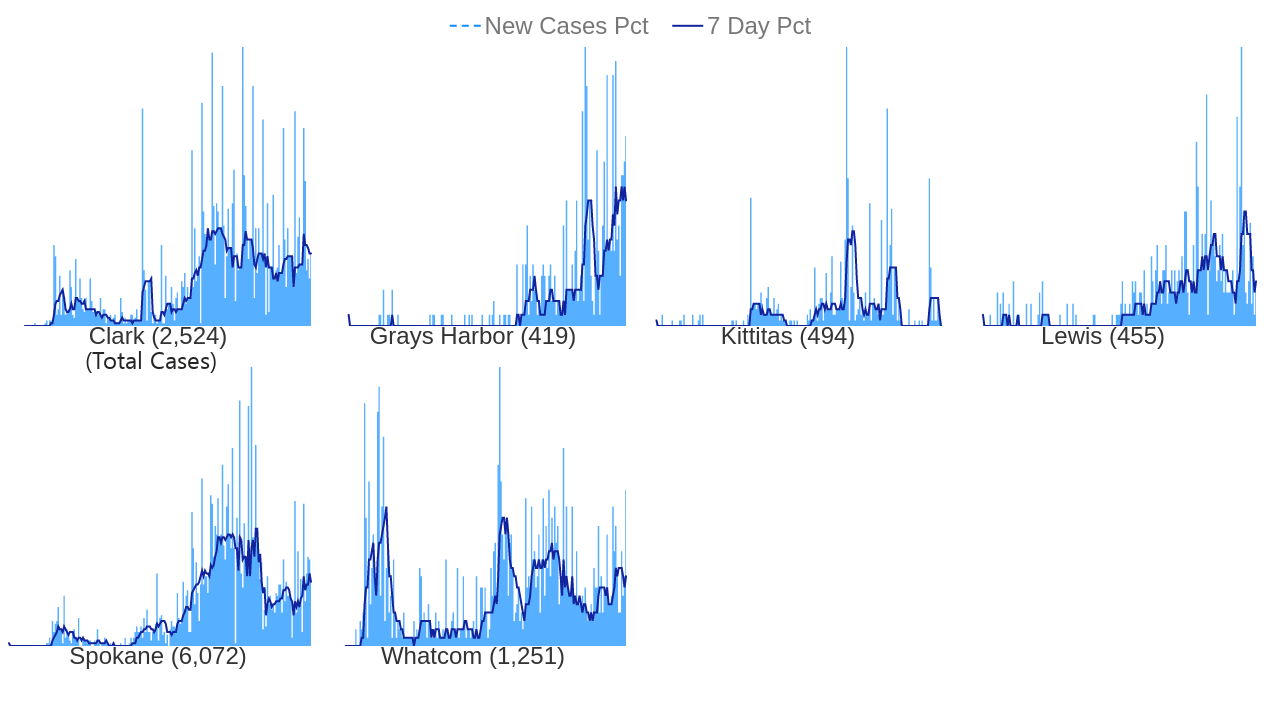 New Cases Pct 7 Day Pct
Clark (2,524)
(Total Cases)
Grays Harbor (419)
Kittitas (494)
Lewis (455)
Spokane (6,072)
Whatcom (1,251)